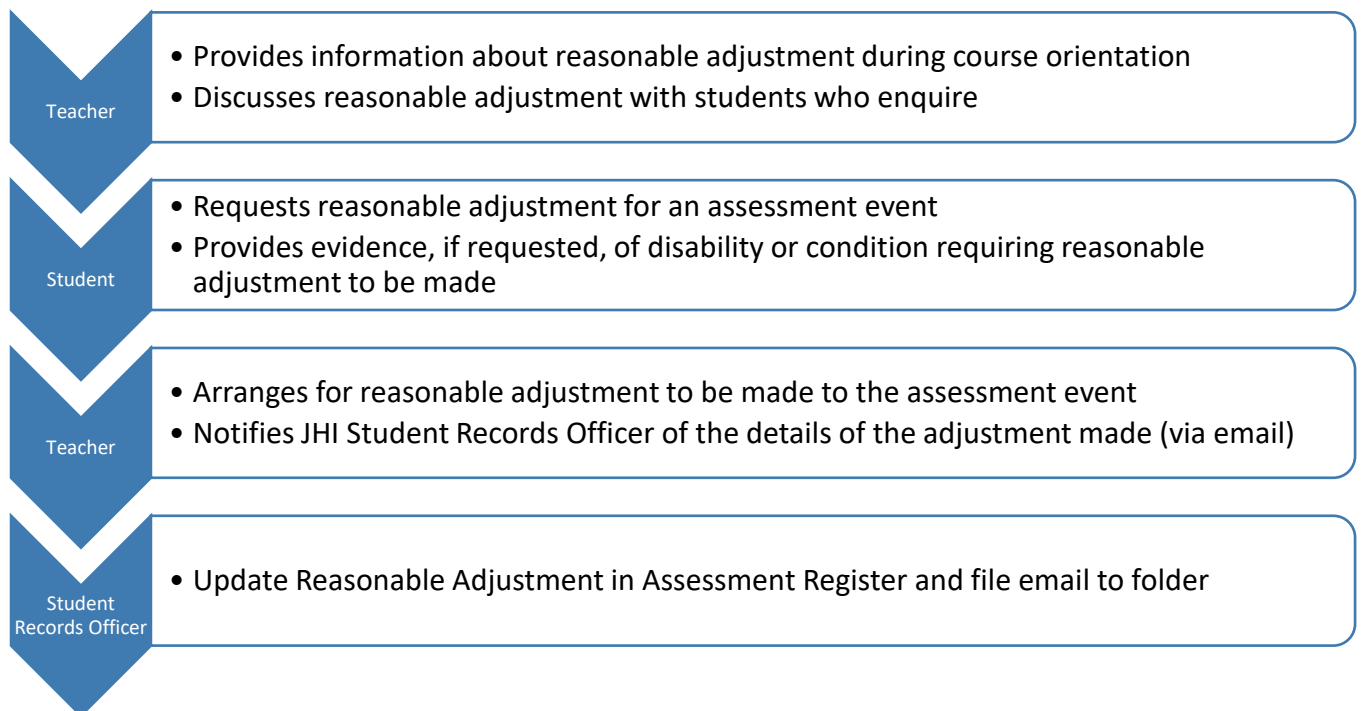 Teacher
• Provides information about reasonable adjustment during course orientation
• Discusses reasonable adjustment with students who enquire
Student
• Requests reasonable adjustment for an assessment event
• Provides evidence, if requested, of disability or condition requiring reasonable
adjustment to be made
Teacher
• Arranges for reasonable adjustment to be made to the assessment event
• Notifies JHI Student Records Officer of the details of the adjustment made (via email)
Student
Records Officer
• Update Reasonable Adjustment in Assessment Register and file email to folder